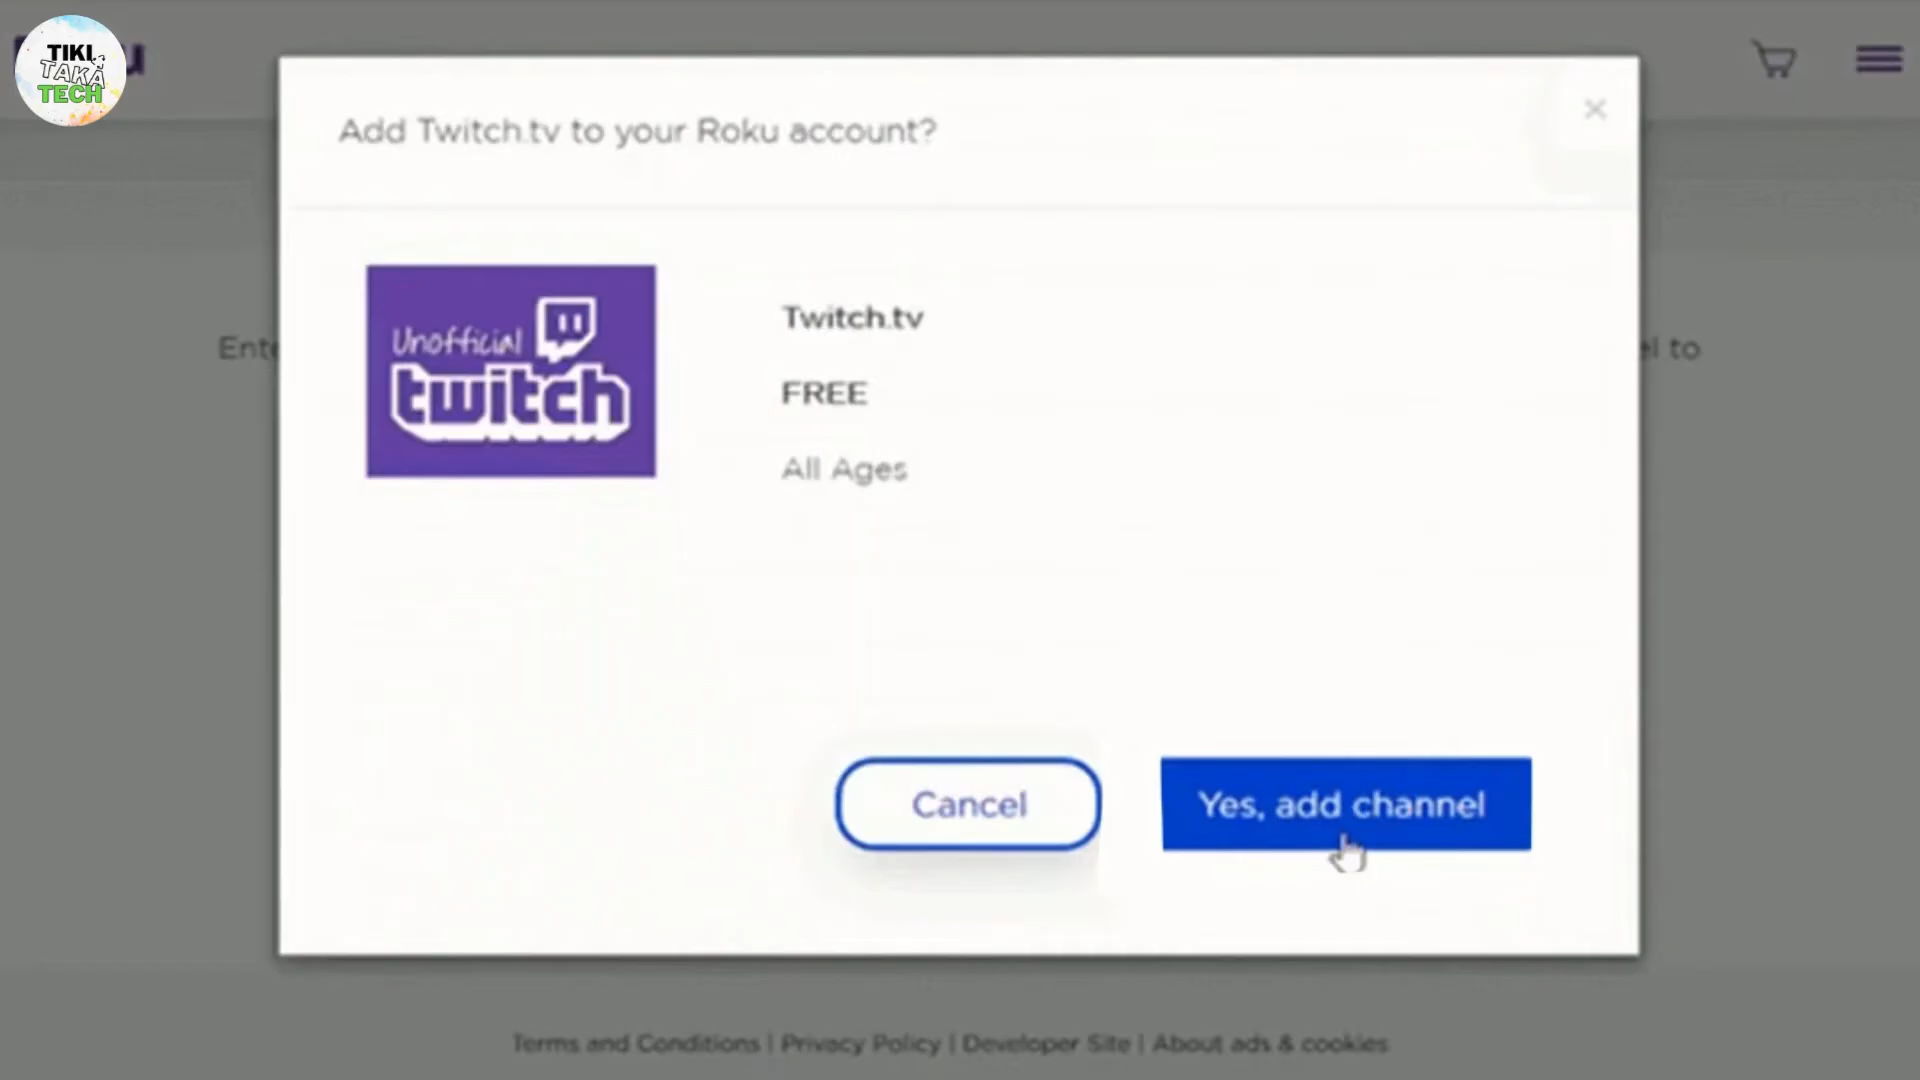 TIKI
TAKA
TECH
Add Twitch.tv to your Roku account?
Unofficial
twitch
Twitch.tv
FREE
All Ages
to
Cancel
Yes, add channel
Terms and Conditions | Privacy Policy | Developer Site | About ads & cookies